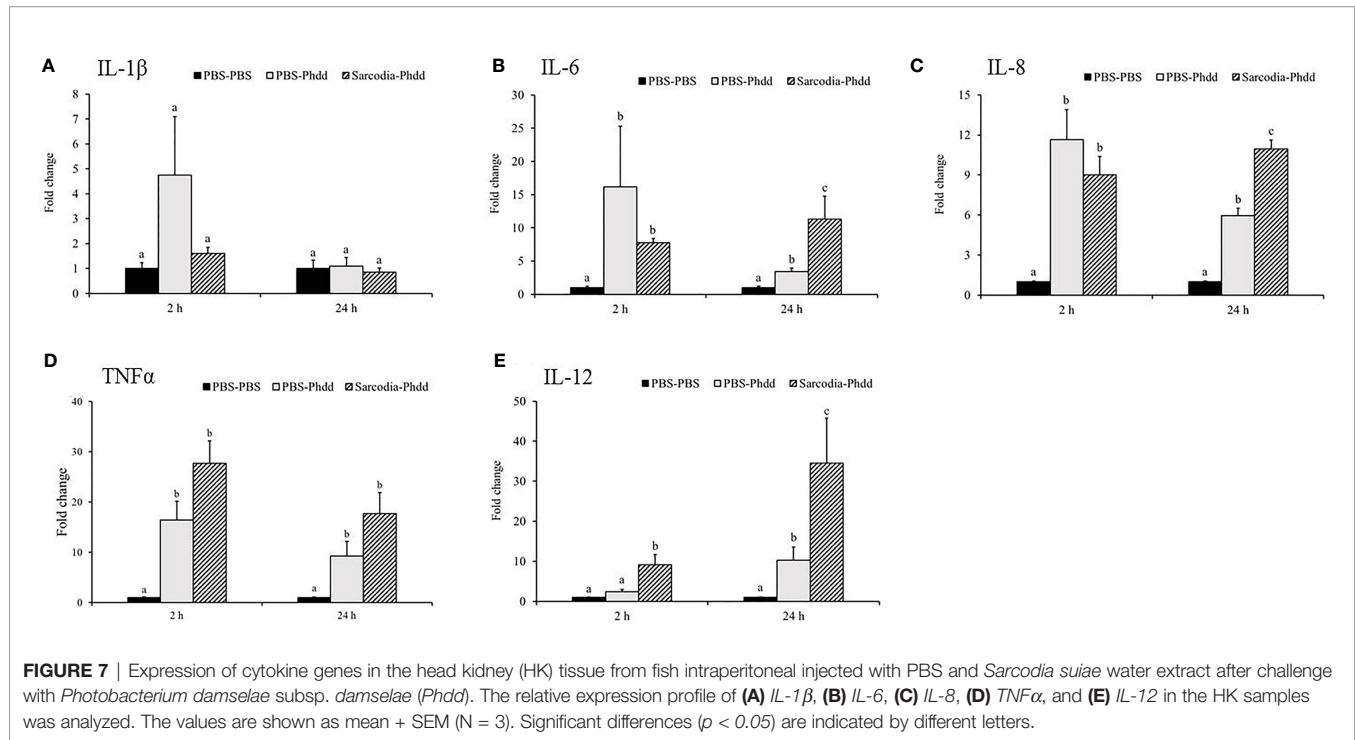 A IL-1β
PBS-PBS PBS-Phdd Sarcodia-Phdd
Fold change
8
7
6
5
4
3
2
1
0
a
a
a
a
a
a
2 h 24 h
B IL-6
PBS-PBS PBS-Phdd Sarcodia-Phdd
Fold change
30
25
20
15
10
5
0
a
b
b
a
b
c
2 h 24 h
C IL-8
PBS-PBS PBS-Phdd Sarcodia-Phdd
Fold change
15
12
9
6
3
0
a
b
b
a
b
c
2 h 24 h
D TNFα
PBS-PBS PBS-Phdd Sarcodia-Phdd
Fold change
40
30
20
10
0
a
b
b
a
b
b
2 h 24 h
E IL-12
PBS-PBS PBS-Phdd Sarcodia-Phdd
Fold change
50
40
30
20
10
0
a
a
b
a
b
c
2 h 24 h
FIGURE 7 | Expression of cytokine genes in the head kidney (HK) tissue from fish intraperitoneal injected with PBS and Sarcodia suiae water extract after challenge
with Photobacterium damselae subsp. damselae (Phdd). The relative expression profile of (A) IL-1β, (B) IL-6, (C) IL-8, (D) TNFα, and (E) IL-12 in the HK samples
was analyzed. The values are shown as mean + SEM (N = 3). Significant differences (p < 0.05) are indicated by different letters.